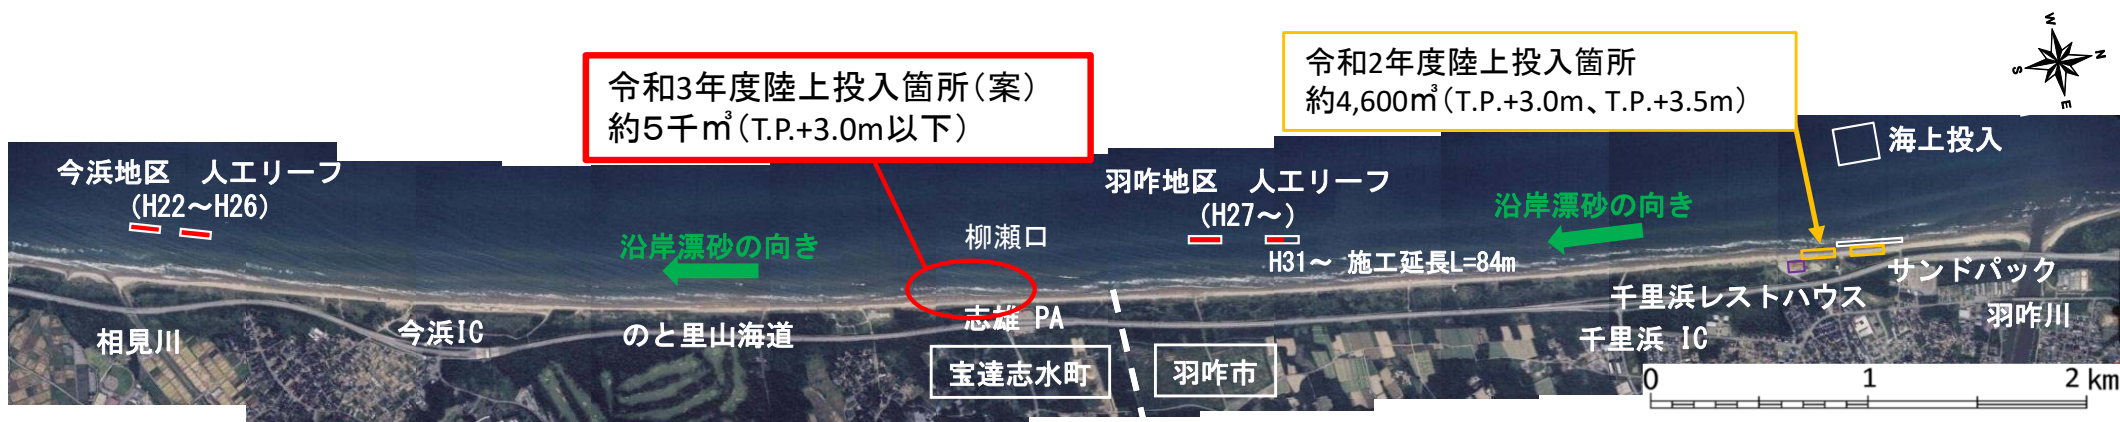 令和3年度陸上投入箇所（案）
約５千㎥（T.P.+3.0m以下）
令和2年度陸上投入箇所
約4,600㎥（T.P.+3.0m、T.P.+3.5m）
W
N
S
E
海上投入
今浜地区　人工リーフ
（H22～H26）
羽咋地区　人工リーフ
（H27～）
沿岸漂砂の向き
沿岸漂砂の向き
柳瀬口
H31～ 施工延長L=84m
サンドパック
千里浜レストハウス
羽咋川
相見川
今浜IC
のと里山海道
志雄 PA
千里浜 IC
宝達志水町
羽咋市
0
1
2 km